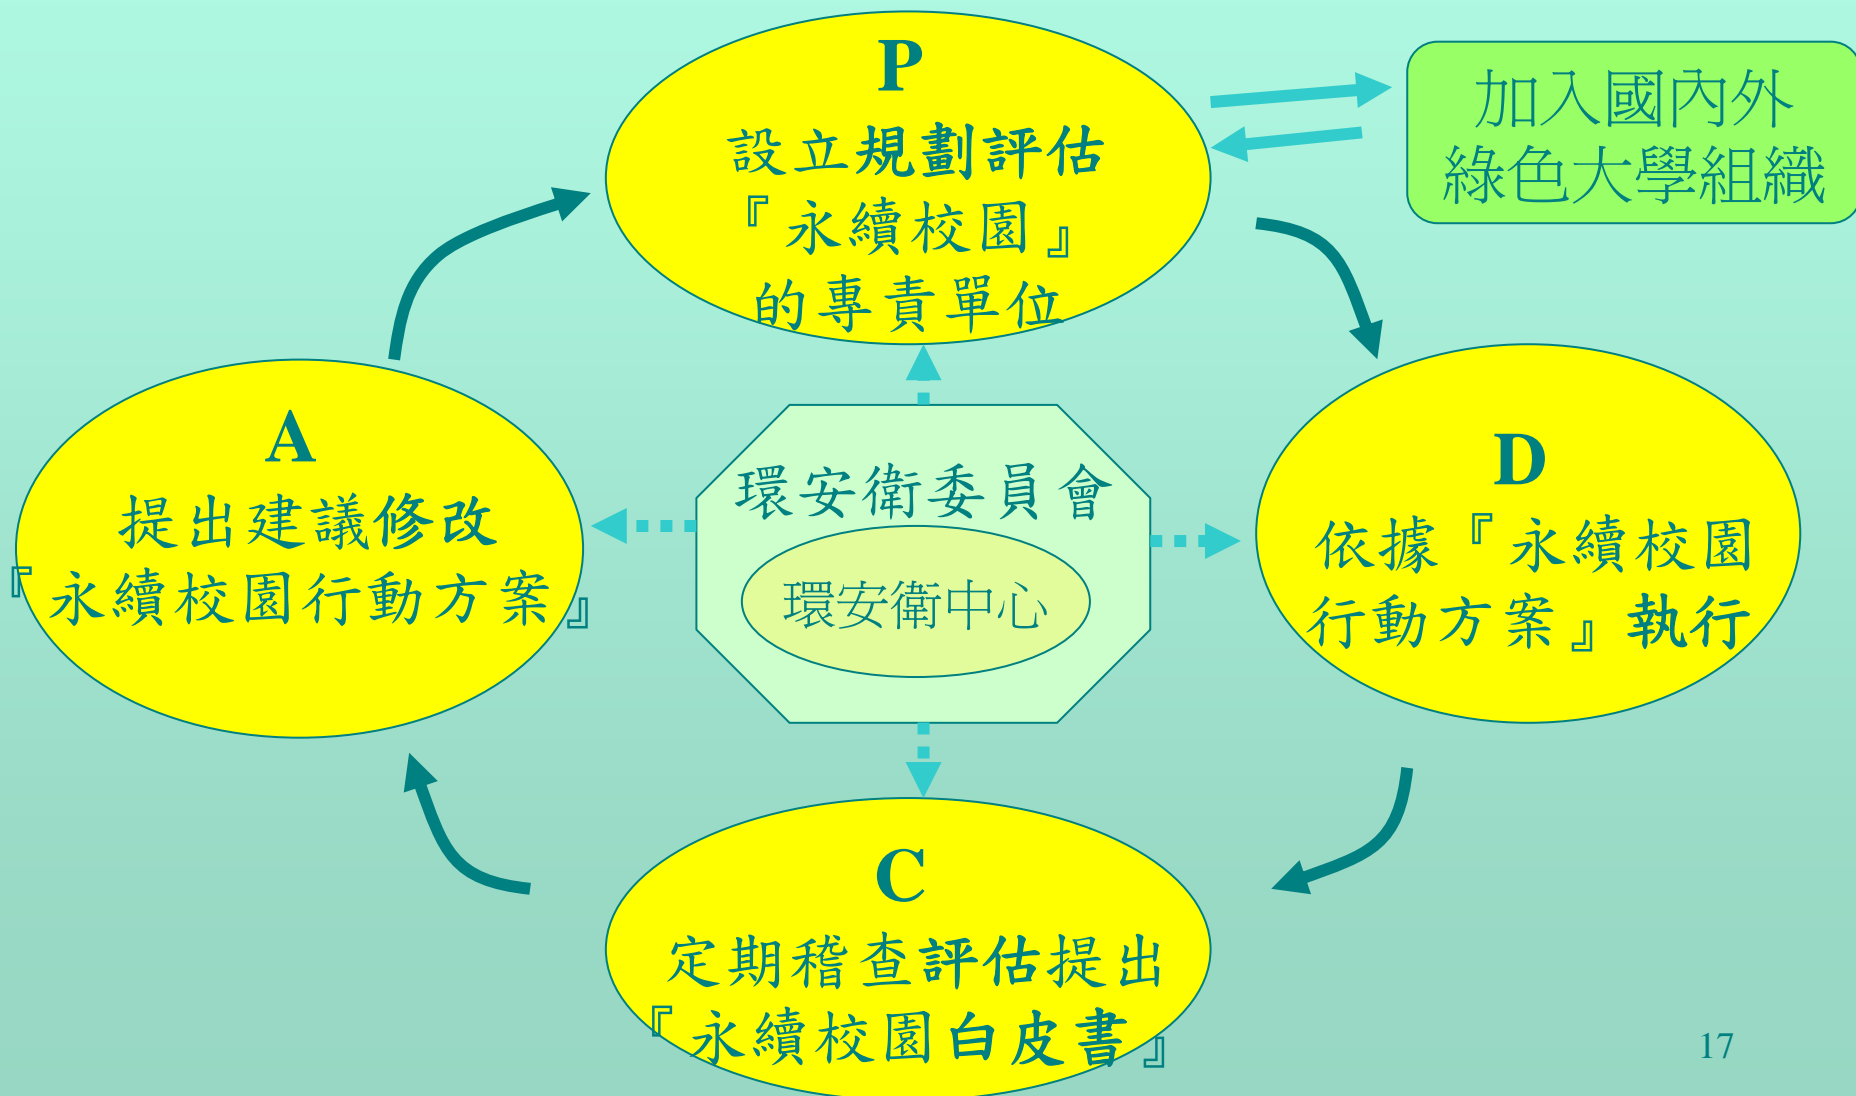 P
設立規劃評估
『永續校園』
的專責單位
加入國內外
綠色大學組織
A
提出建議修改
『永續校園行動方案』
環安衛委員會
環安衛中心
D
依據『永續校園
行動方案』執行
C
定期稽查評估提出
『永續校園白皮書』
17